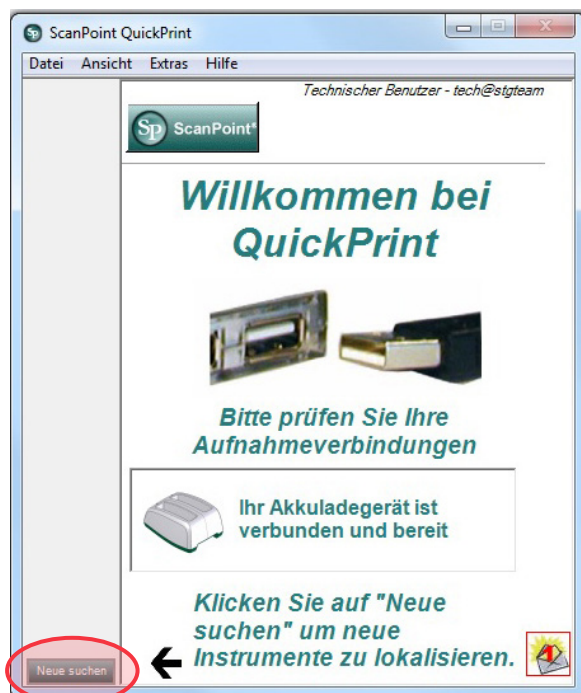 ScanPoint QuickPrint
Datei Ansicht Extras Hilfe
Technischer Benutzer - tech@stgteam
Sp ScanPoint
Willkommen bei
QuickPrint
Bitte prüfen Sie Ihre
Aufnahmeverbindungen
Ihr Akkuladegerät ist
verbunden und bereit
Klicken Sie auf "Neue
suchen" um neue
Instrumente zu lokalisieren.
Neue suchen